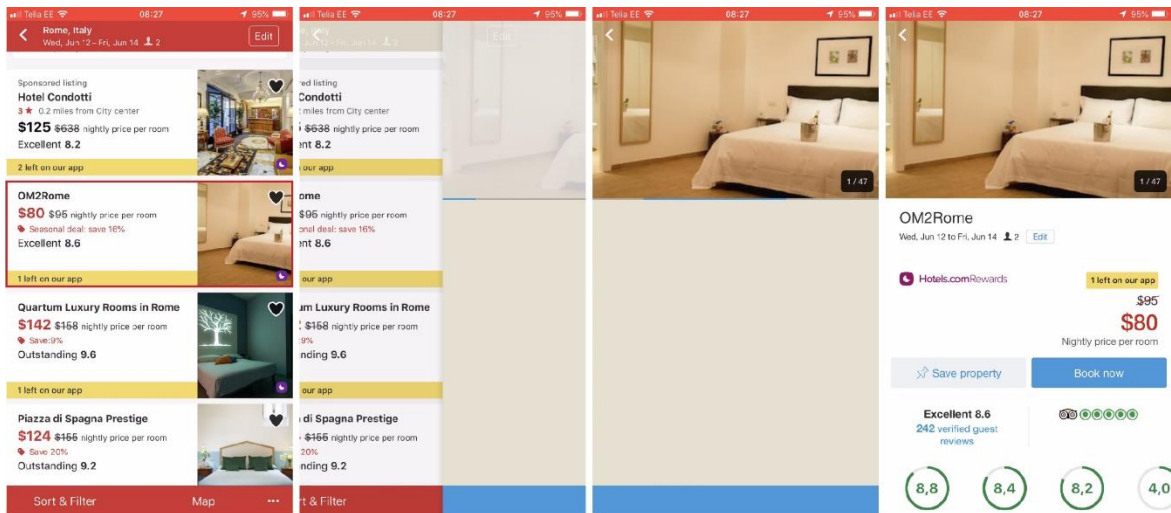 Telia EE 08:27 95%
Rome, Italy
Wed, Jun 12 – Fri, Jun 14 2
Edit
Sponsored listing
Hotel Condotti
3★ 0.2 miles from City center
$125 $638 nightly price per room
Excellent 8.2
2 left on our app
OM2Rome
$80 $95 nightly price per room
Seasonal deal: save 16%
Excellent 8.6
1 left on our app
Quartum Luxury Rooms in Rome
$142 $158 nightly price per room
Save:9%
Outstanding 9.6
1 left on our app
Piazza di Spagna Prestige
$124 $155 nightly price per room
Save 20%
Outstanding 9.2
Sort & Filter Map ...
Telia EE 08:27 95%
Edit
red listing
Condotti
miles from City center
$638 nightly price per room
ent 8.2
our app
ome
$95 nightly price per room
onal deal: save 16%
ent 8.6
our app
um Luxury Rooms in Rome
$158 nightly price per room
9%
nding 9.6
our app
di Spagna Prestige
$155 nightly price per room
20%
nding 9.2
rt & Filter
Telia EE 08:27 95%
1/47
Telia EE 08:27 95%
1/47
OM2Rome
Wed, Jun 12 to Fri, Jun 14 2 Edit
Hotels.comRewards
1 left on our app
$95
$80
Nightly price per room
Save property
Book now
Excellent 8.6
242 verified guest
reviews
8,8 8,4 8,2 4,0